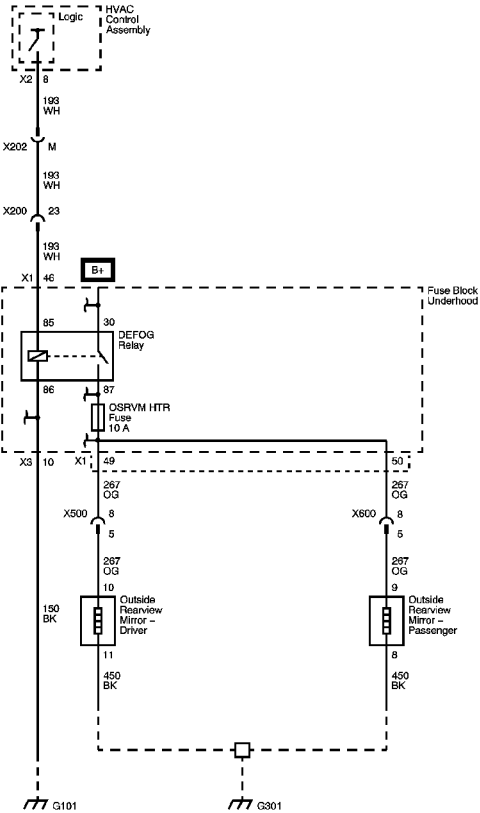 Logic
HVAC
Control
Assembly
X2 8
193
WH
X202 M
193
WH
X200 23
193
WH
B+
X1 46
Fuse Block
Underhood
85 30
DEFOG
Relay
86 87
OSRVM HTR
Fuse
10 A
X3 10 X1 49 50
267
OG
267
OG
X500 8
5
X600 8
5
267
OG
267
OG
10
9
Outside
Rearview
Mirror –
Driver
Outside
Rearview
Mirror –
Passenger
150
BK
11
8
450
BK
450
BK
G101
G301